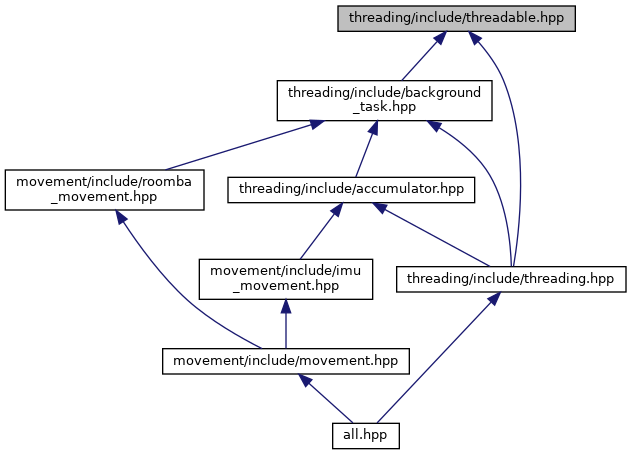 threading/include/threadable.hpp
threading/include/background
_task.hpp
movement/include/roomba
_movement.hpp
threading/include/accumulator.hpp
movement/include/imu
_movement.hpp
threading/include/threading.hpp
movement/include/movement.hpp
all.hpp